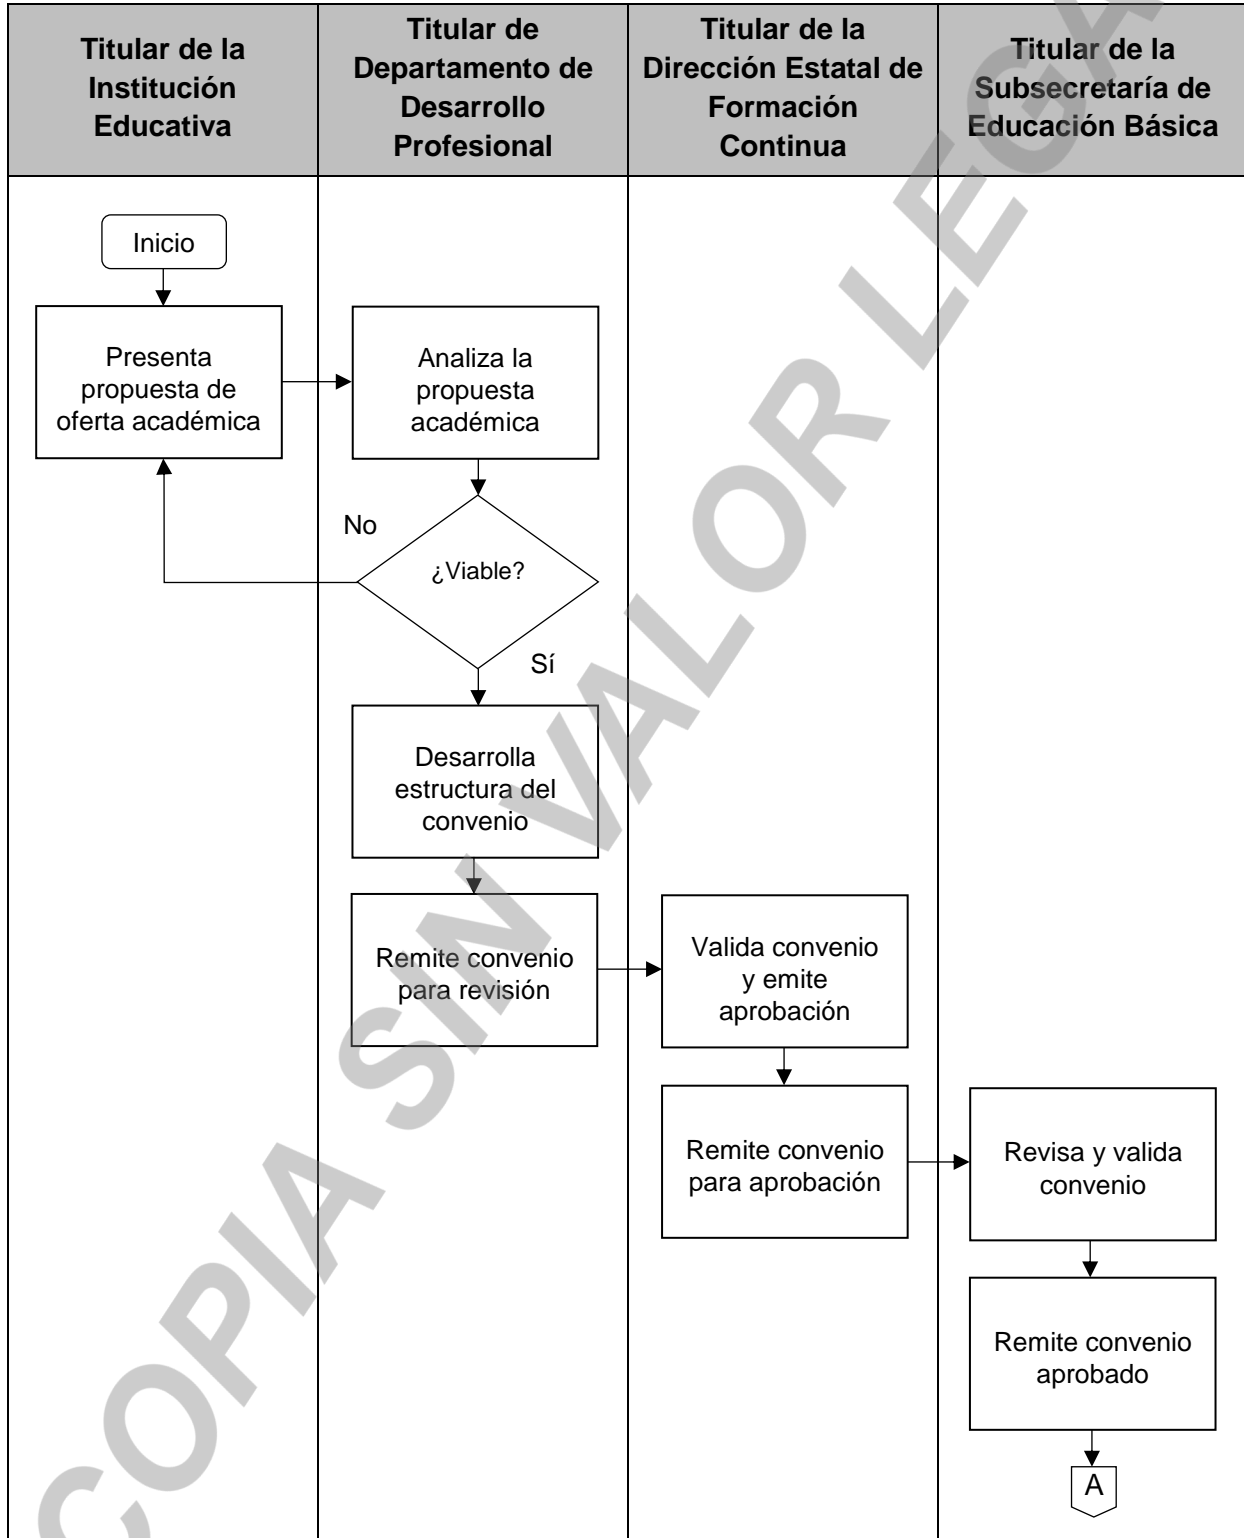 Titular de la
Institución
Educativa
Titular de
Departamento de
Desarrollo
Profesional
Titular de la
Dirección Estatal de
Formación
Continua
Titular de la
Subsecretaría de
Educación Básica
Inicio
Presenta
propuesta de
oferta académica
Analiza la
propuesta
académica
No
¿Viable?
Sí
Desarrolla
estructura del
convenio
Remite convenio
para revisión
Valida convenio
y emite
aprobación
Remite convenio
para aprobación
Revisa y valida
convenio
Remite convenio
aprobado
A
COPIA SIN VALOR LEGA